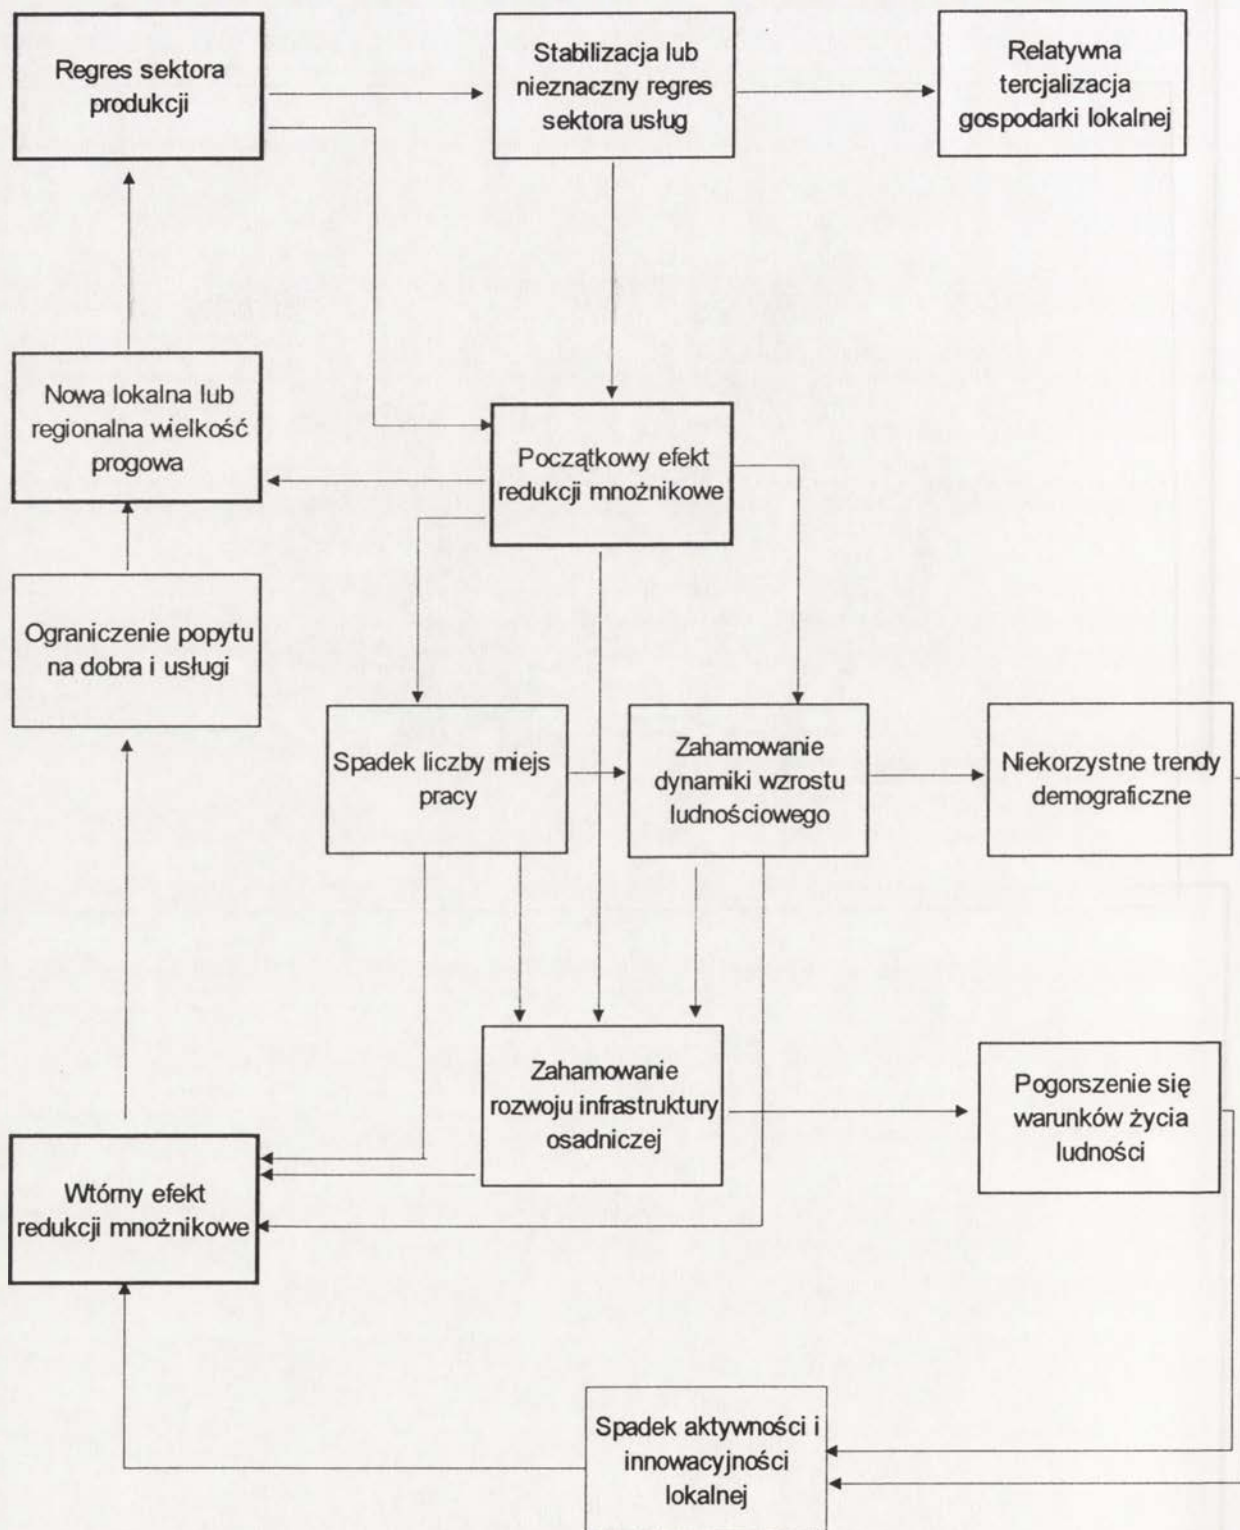 Regres sektora
produkcji
Stabilizacja lub
nieznaczny regres
sektora usług
Relatywna
tercjalizacja
gospodarki lokalnej
Nowa lokalna lub
regionalna wielkość
progowa
Początkowy efekt
redukcji mnożnikowe
Ograniczenie popytu
na dobra i usługi
Spadek liczby miejs
pracy
Zahamowanie
dynamiki wzrostu
ludnościowego
Niekorzystne trendy
demograficzne
Zahamowanie
rozwoju infrastruktury
osadniczej
Pogorszenie się
warunków życia
ludności
Wtórny efekt
redukcji mnożnikowe
Spadek aktywności i
innowacyjności
lokalnej